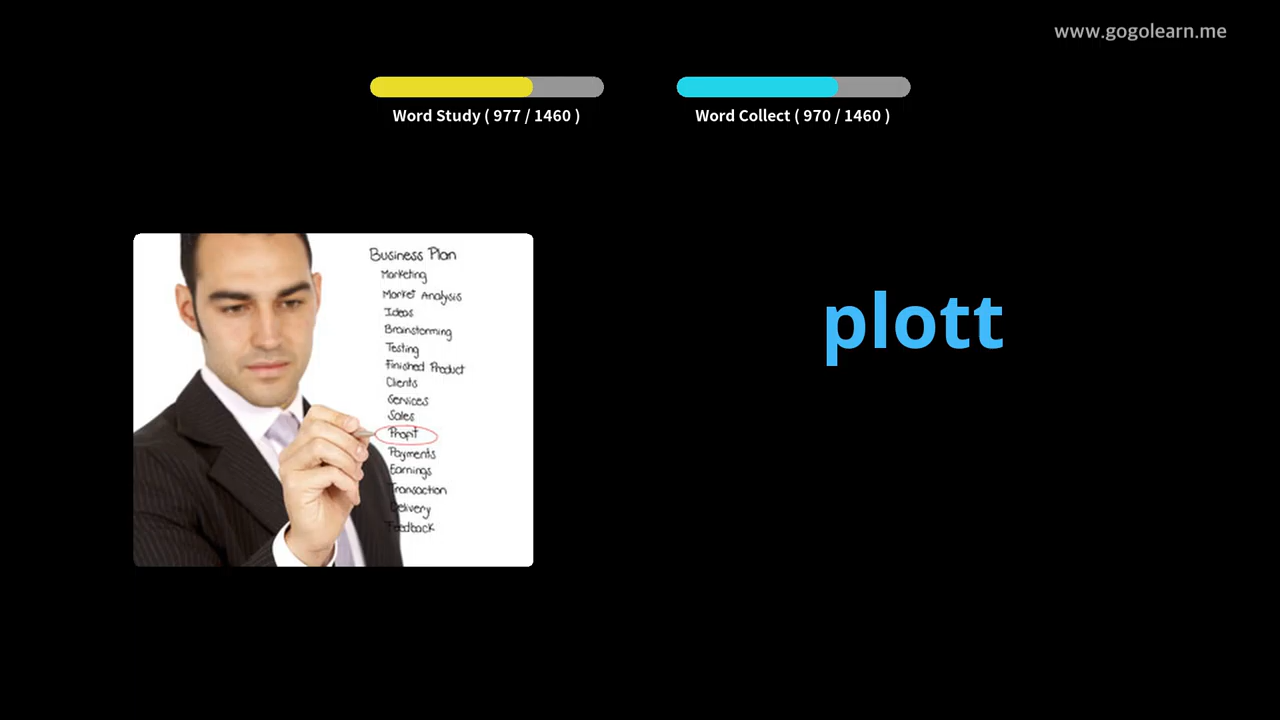 www.gogolearn.me
Word Study ( 977 / 1460 )
Word Collect ( 970 / 1460 )
Business Plan
Marketing
Market Analysis
Ideas
Brainstorming
Testing
Finished Product
Clients
Services
Sales
Profit
Payments
Earnings
Transaction
Delivery
Feedback
plott